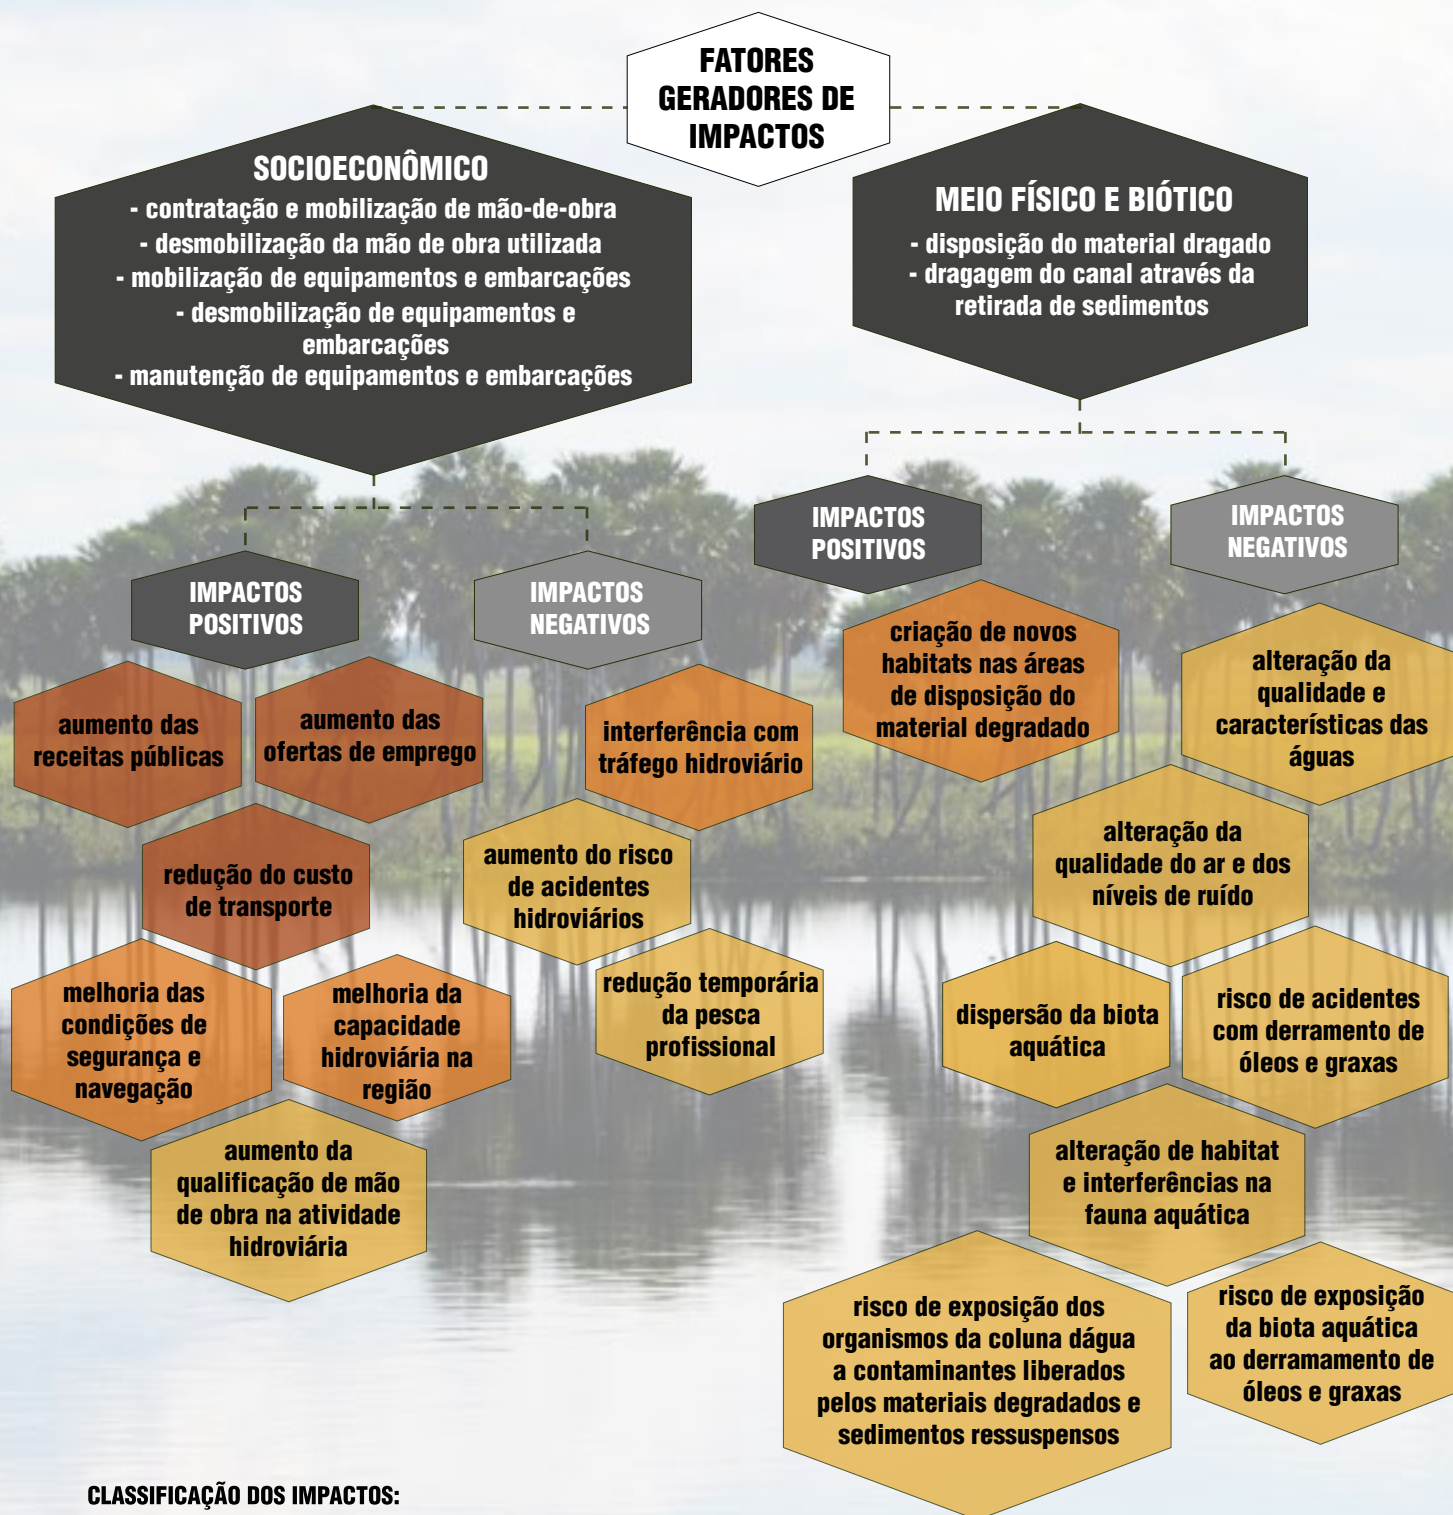 FATORES
GERADORES DE
IMPACTOS
SOCIOECONÔMICO
- contratação e mobilização de mão-de-obra
- desmobilização da mão de obra utilizada
- mobilização de equipamentos e embarcações
- desmobilização de equipamentos e
embarcações
- manutenção de equipamentos e embarcações
MEIO FÍSICO E BIÓTICO
- disposição do material dragado
- dragagem do canal através da
retirada de sedimentos
IMPACTOS
POSITIVOS
aumento das
receitas públicas
aumento das
ofertas de emprego
redução do custo
de transporte
melhoria das
condições de
segurança e
navegação
melhoria da
capacidade
hidroviária na
região
aumento da
qualificação de mão
de obra na atividade
hidroviária
IMPACTOS
NEGATIVOS
interferência com
tráfego hidroviário
aumento do risco
de acidentes
hidroviários
redução temporária
da pesca
profissional
IMPACTOS
POSITIVOS
criação de novos
habitats nas áreas
de disposição do
material degradado
IMPACTOS
NEGATIVOS
alteração da
qualidade e
características das
águas
alteração da
qualidade do ar e dos
níveis de ruído
dispersão da biota
aquática
risco de acidentes
com derramento de
óleos e graxas
alteração de habitat
e interferências na
fauna aquática
risco de exposição dos
organismos da coluna dágua
a contaminantes liberados
pelos materiais degradados e
sedimentos ressuspensos
risco de exposição
da biota aquática
ao derramamento de
óleos e graxas
CLASSIFICAÇÃO DOS IMPACTOS: